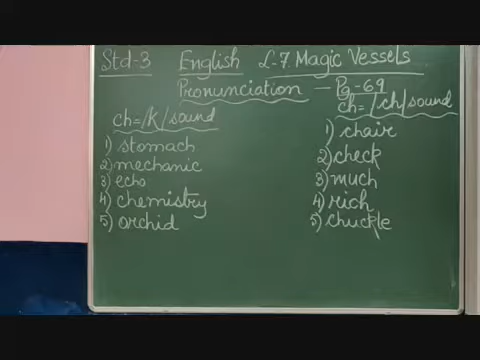 Std-3 English L-7. Magic Vessels
Pronunciation - Pg-69
ch=/k/sound
1) stomach
2) mechanic
3) echo
4) chemistry
5) orchid
ch=/ch/sound
1) chair
2) check
3) much
4) rich
5) chuckle